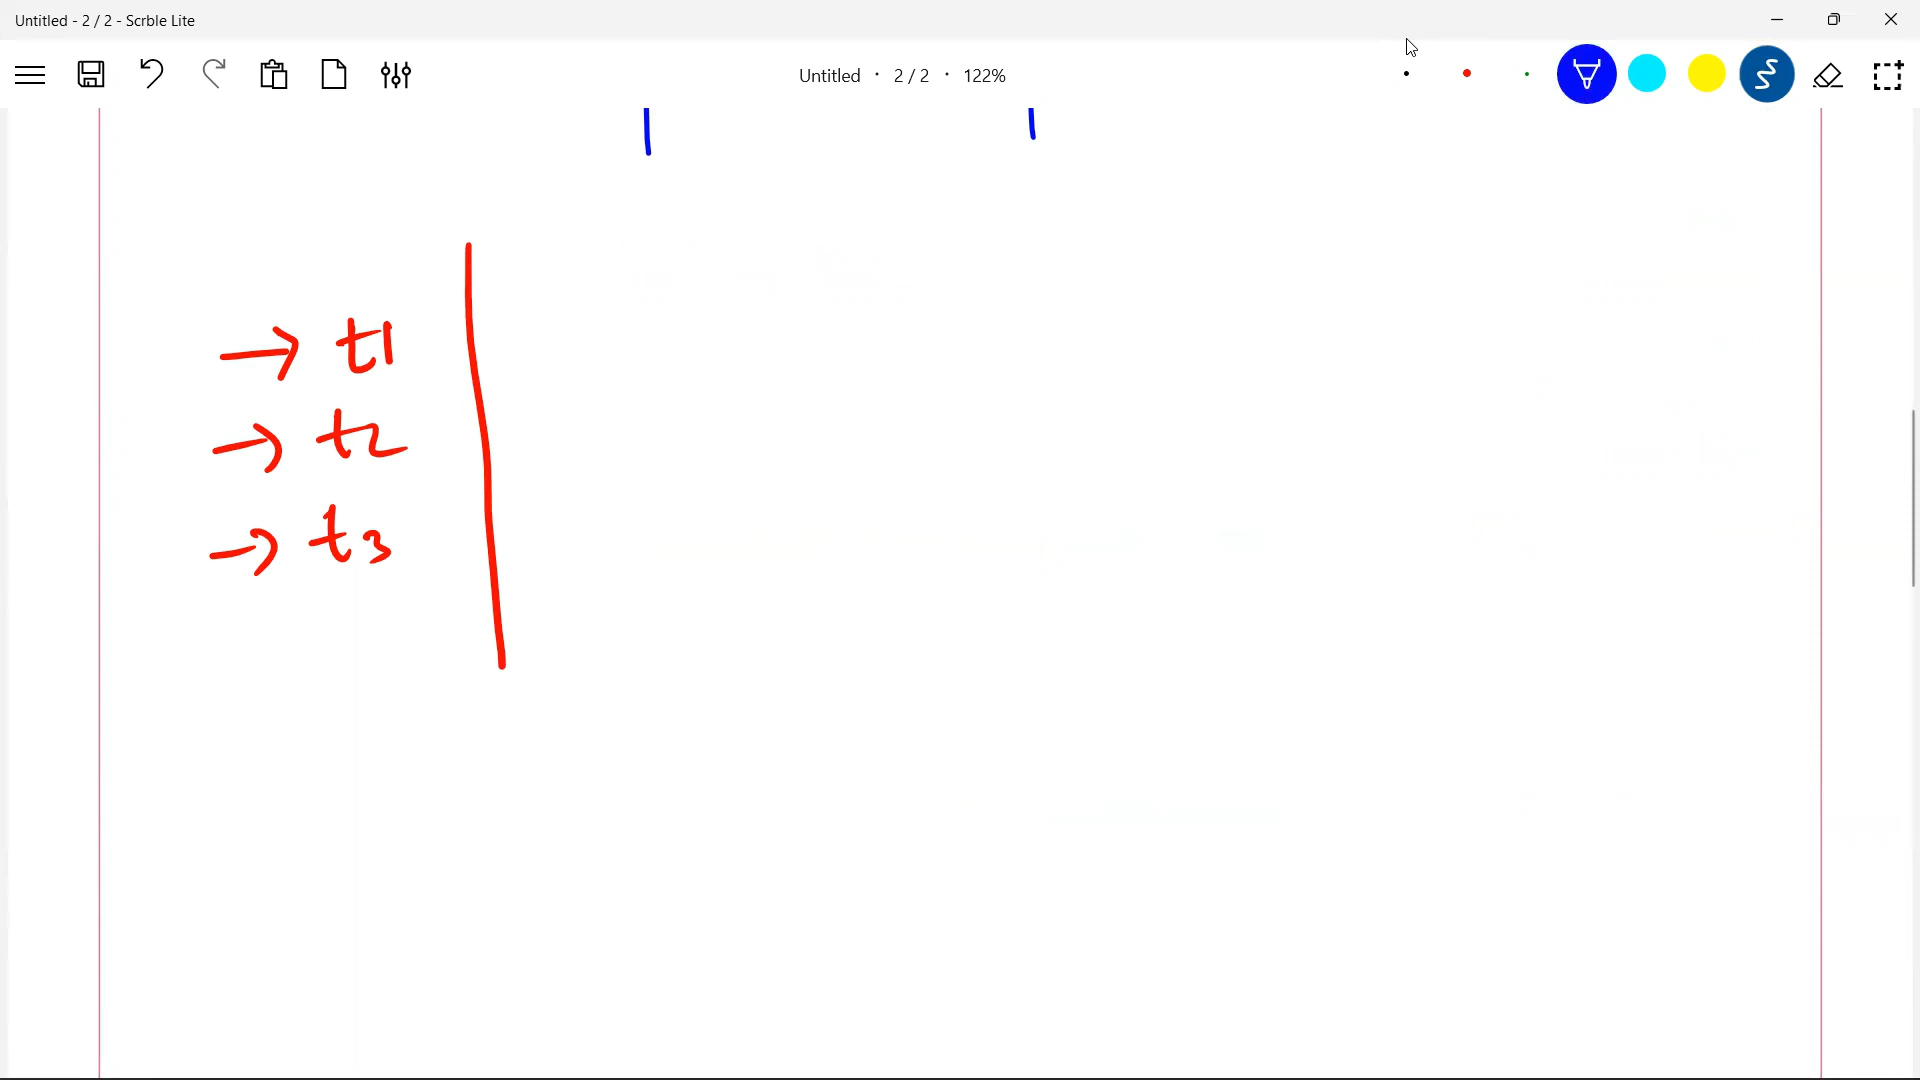 Untitled - 2 / 2 - Scrble Lite
Untitled · 2 / 2 · 122%
→ t1
→ t2
→ t3